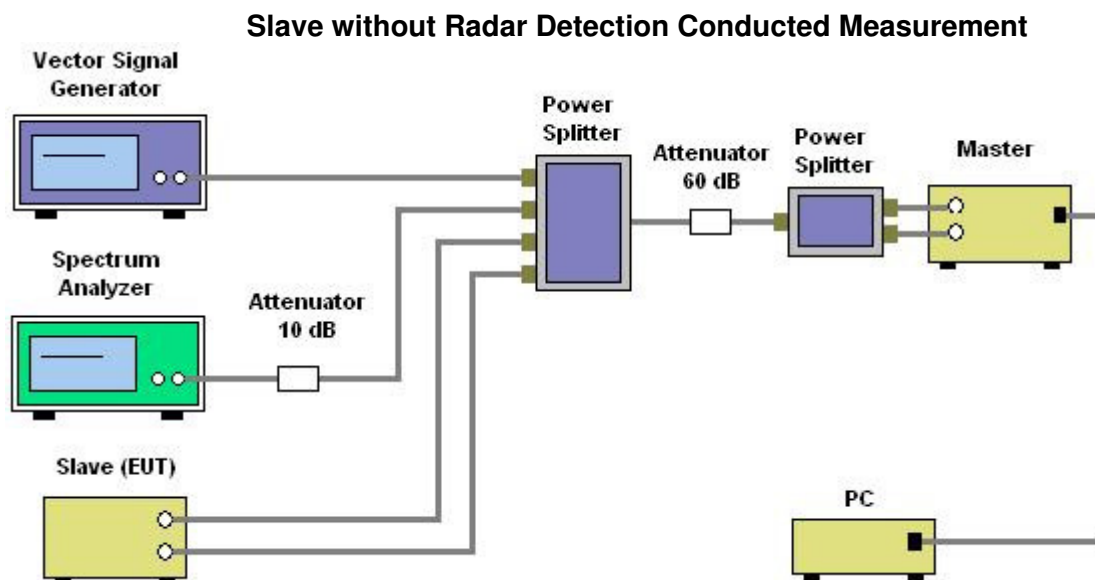 Slave without Radar Detection Conducted Measurement
Vector Signal
Generator
Power
Splitter
Attenuator
60 dB
Power
Splitter
Master
Spectrum
Analyzer
Attenuator
10 dB
Slave (EUT)
PC